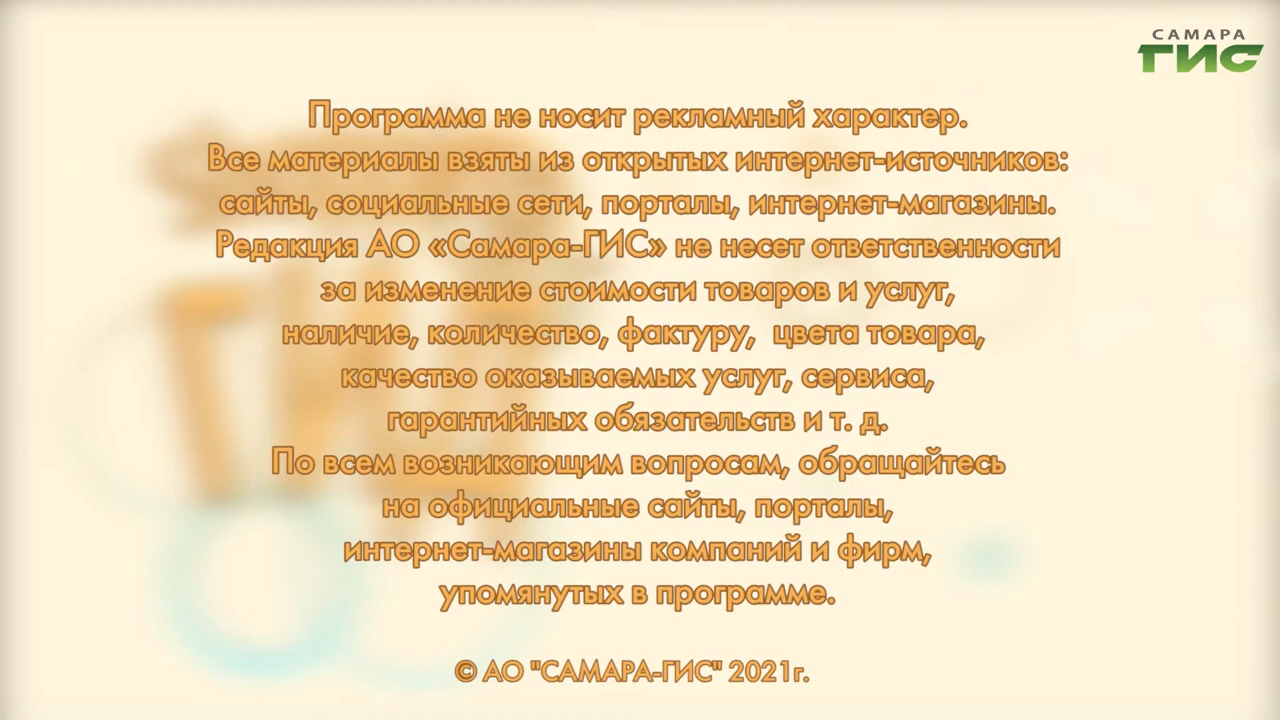 САМАРА
ГИС
Программа не носит рекламный характер.
Все материалы взяты из открытых интернет-источников:
сайты, социальные сети, порталы, интернет-магазины.
Редакция АО «Самара-ГИС» не несет ответственности
за изменение стоимости товаров и услуг,
наличие, количество, фактуру, цвета товара,
качество оказываемых услуг, сервиса,
гарантийных обязательств и т. д.
По всем возникающим вопросам, обращайтесь
на официальные сайты, порталы,
интернет-магазины компаний и фирм,
упомянутых в программе.
© АО "САМАРА-ГИС" 2021г.